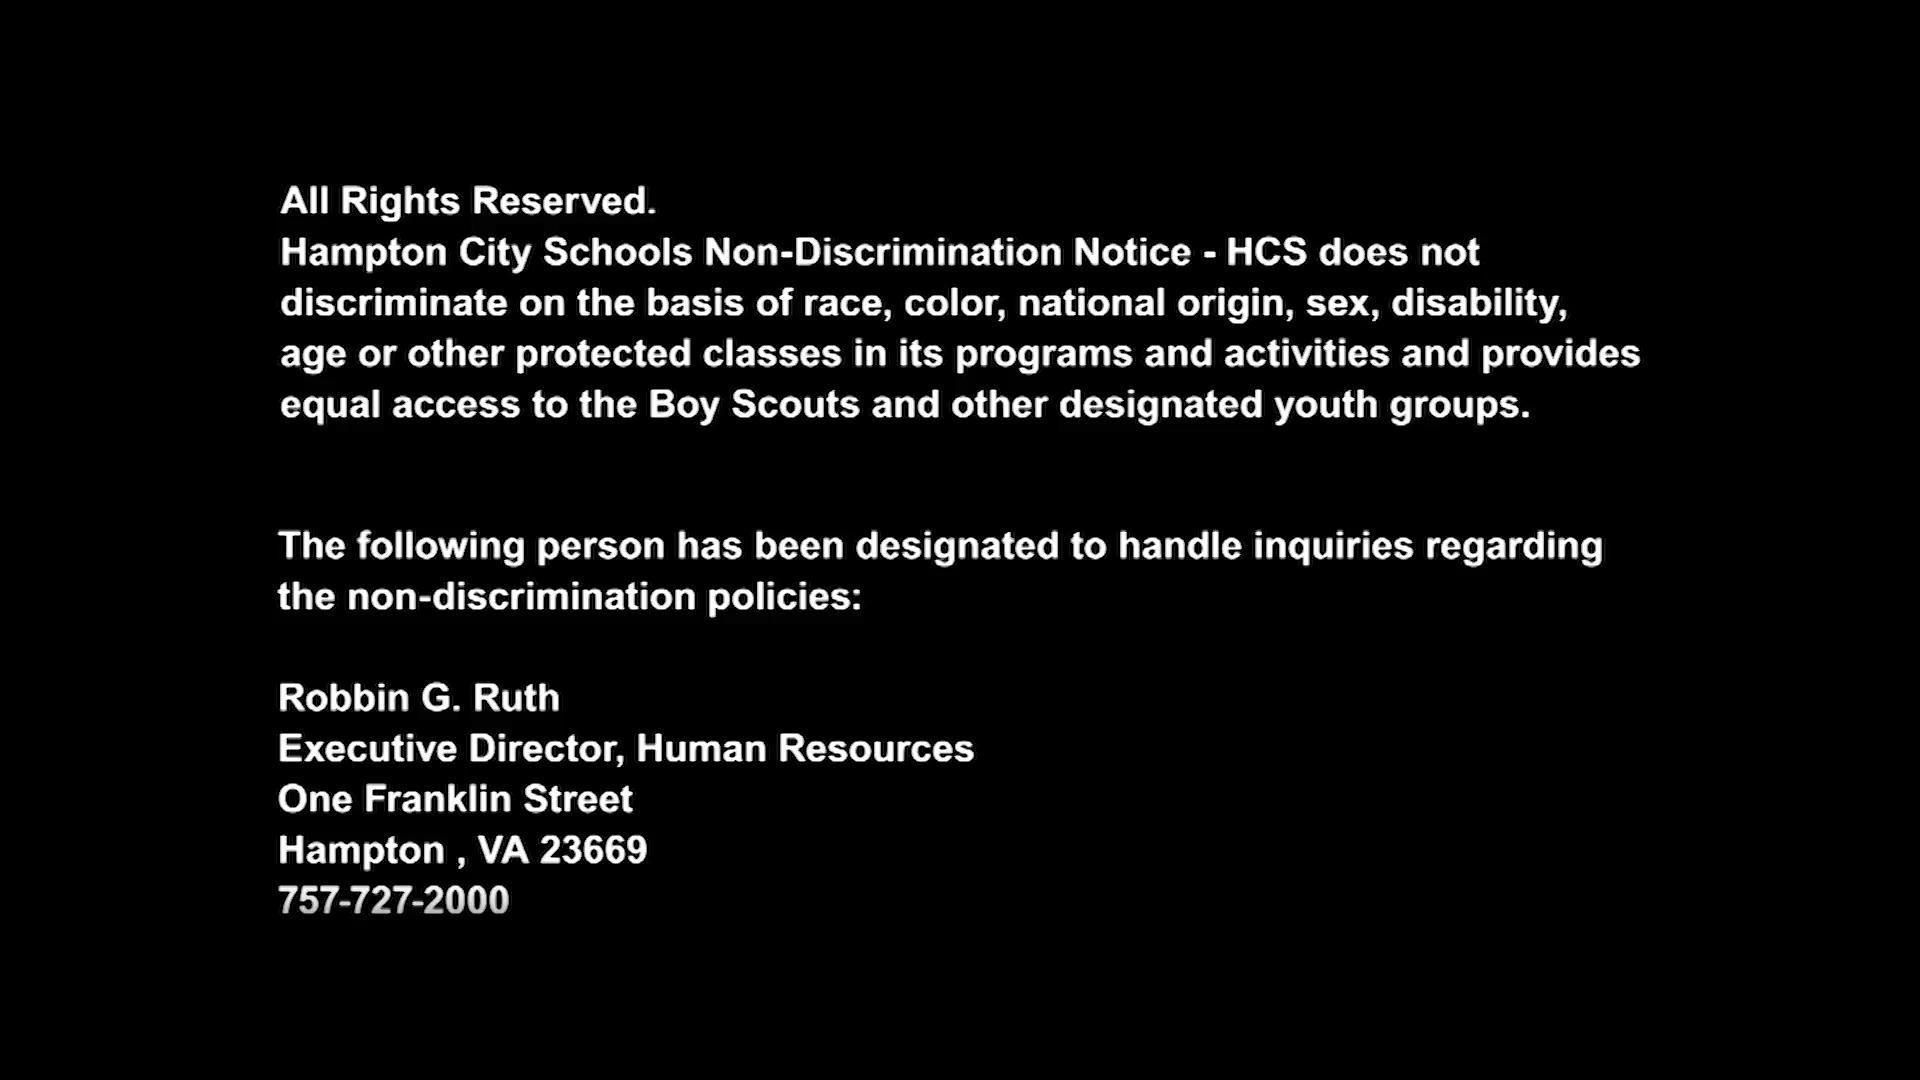 All Rights Reserved.
Hampton City Schools Non-Discrimination Notice - HCS does not
discriminate on the basis of race, color, national origin, sex, disability,
age or other protected classes in its programs and activities and provides
equal access to the Boy Scouts and other designated youth groups.
The following person has been designated to handle inquiries regarding
the non-discrimination policies:
Robbin G. Ruth
Executive Director, Human Resources
One Franklin Street
Hampton , VA 23669
757-727-2000